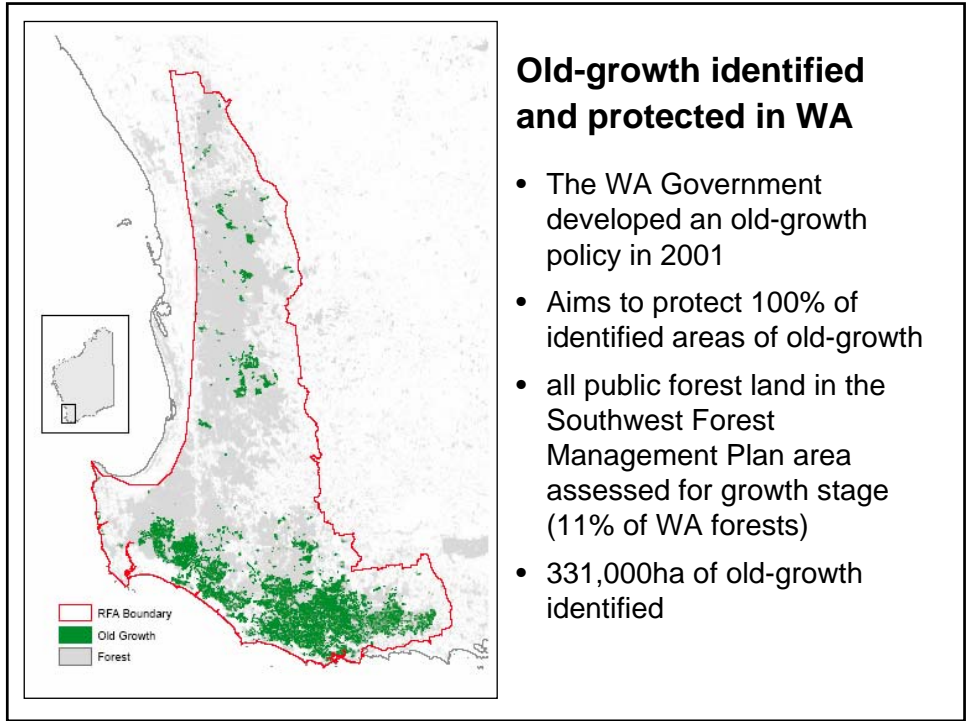 Old-growth identified
and protected in WA
• The WA Government
developed an old-growth
policy in 2001
• Aims to protect 100% of
identified areas of old-growth
• all public forest land in the
Southwest Forest
Management Plan area
assessed for growth stage
(11% of WA forests)
• 331,000ha of old-growth
identified
RFA Boundary
Old Growth
Forest